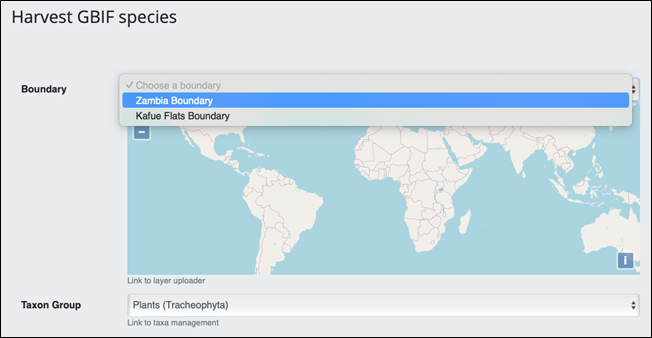 Harvest GBIF species
Boundary
✓ Choose a boundary
Zambia Boundary
Kafue Flats Boundary
−
i
Link to layer uploader
Taxon Group
Plants (Tracheophyta)
Link to taxa management